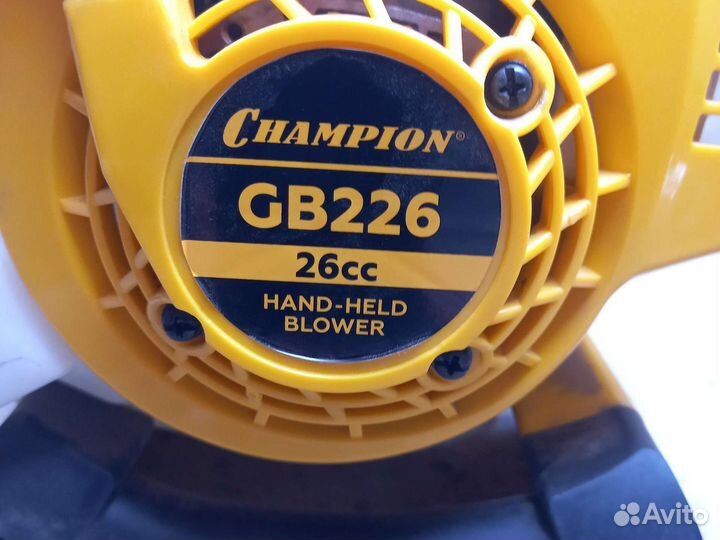 CHAMPION®
GB226
26cc
HAND-HELD
BLOWER
Avito